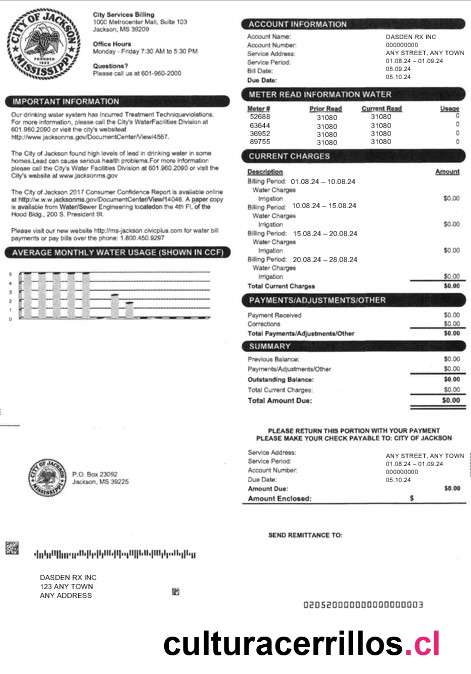 CITY OF JACKSON
MISSISSIPPI
City Services Billing
1000 Metrocenter Mall, Suite 103
Jackson, MS 39209
Office Hours
Monday - Friday 7:30 AM to 5:30 PM
Questions?
Please call us at 601-960-2000
IMPORTANT INFORMATION
Our drinking water system has Incurred Treatment Techniqueviolations.
For more information, please call the City's WaterFacilities Division at
601.960.2090 or visit the city's websiteat
http://www.jacksonms.gov/DocumentCenter/View/4567.
The City of Jackson found high levels of lead in drinking water in some
homes.Lead can cause serious health problems.For more information
please call the City's Water Facilities Division at 601.960.2090 or visit the
City's website at www.jacksonms.gov
The City of Jackson 2017 Consumer Confidence Report is available online
at http://w.w.w.jacksonms.gov/DocumentCenter/View/14046. A paper copy
is available from Water/Sewer Engineering locatedon the 4th Fl, of the
Hood Bldg., 200 S. President St.
Please visit our new website http://ms-jackson.civicplus.com for water bill
payments or pay bills over the phone: 1.800.450.9297
AVERAGE MONTHLY WATER USAGE (SHOWN IN CCF)
5
4
3
2
1
0
ACCOUNT INFORMATION
Account Name: DASDEN RX INC
Account Number: 000000000
Service Address: ANY STREET, ANY TOWN
Service Period: 01.08.24 – 01.09.24
Bill Date: 05.09.24
Due Date: 05.10.24
METER READ INFORMATION WATER
Meter # Prior Read Current Read Usage
52688 31080 31080 0
63644 31080 31080 0
36952 31080 31080 0
89755 31080 31080 0
CURRENT CHARGES
Description Amount
Billing Period: 01.08.24 – 10.08.24
Water Charges
Irrigation $0.00
Billing Period: 10.08.24 – 15.08.24
Water Charges
Irrigation $0.00
Billing Period: 15.08.24 – 20.08.24
Water Charges
Irrigation $0.00
Billing Period: 20.08.24 – 28.08.24
Water Charges
Irrigation $0.00
Total Current Charges $0.00
PAYMENTS/ADJUSTMENTS/OTHER
Payment Received $0.00
Corrections $0.00
Total Payments/Adjustments/Other $0.00
SUMMARY
Previous Balance: $0.00
Payments/Adjustments/Other $0.00
Outstanding Balance: $0.00
Total Current Charges: $0.00
Total Amount Due: $0.00
PLEASE RETURN THIS PORTION WITH YOUR PAYMENT
PLEASE MAKE YOUR CHECK PAYABLE TO: CITY OF JACKSON
Service Address: ANY STREET, ANY TOWN
Service Period: 01.08.24 – 01.09.24
Account Number: 000000000
Due Date: 05.10.24
Amount Due: $0.00
Amount Enclosed: $
CITY OF JACKSON
MISSISSIPPI
P.O. Box 23092
Jackson, MS 39225
SEND REMITTANCE TO:
DASDEN RX INC
123 ANY TOWN
ANY ADDRESS
culturacerrillos.cl